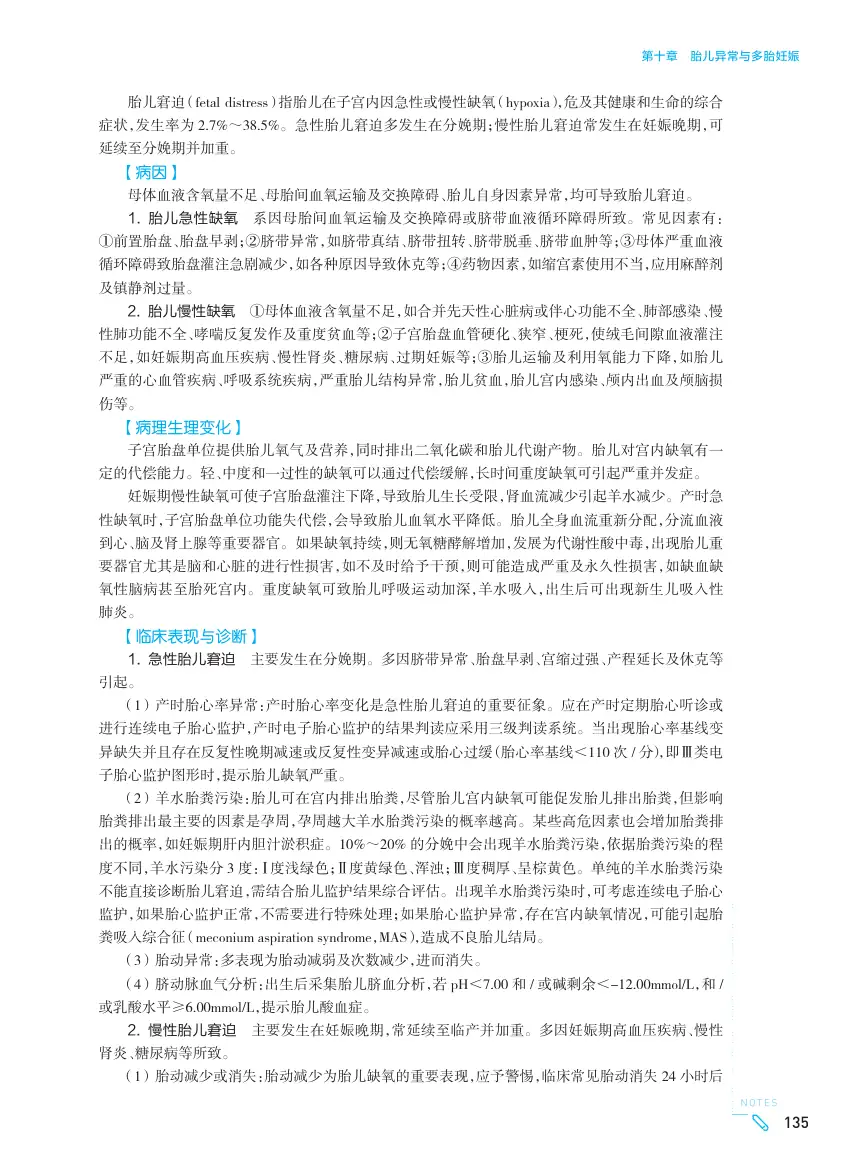 第十章 胎儿异常与多胎妊娠
胎儿窘迫（fetal distress）指胎儿在子宫内因急性或慢性缺氧（hypoxia），危及其健康和生命的综合
症状，发生率为 2.7%～38.5%。急性胎儿窘迫多发生在分娩期；慢性胎儿窘迫常发生在妊娠晚期，可
延续至分娩期并加重。
【病因】
母体血液含氧量不足、母胎间血氧运输及交换障碍、胎儿自身因素异常，均可导致胎儿窘迫。
1. 胎儿急性缺氧 系因母胎间血氧运输及交换障碍或脐带血液循环障碍所致。常见因素有：
①前置胎盘、胎盘早剥；②脐带异常，如脐带真结、脐带扭转、脐带脱垂、脐带血肿等；③母体严重血液
循环障碍致胎盘灌注急剧减少，如各种原因导致休克等；④药物因素，如缩宫素使用不当，应用麻醉剂
及镇静剂过量。
2. 胎儿慢性缺氧 ①母体血液含氧量不足，如合并先天性心脏病或伴心功能不全、肺部感染、慢
性肺功能不全、哮喘反复发作及重度贫血等；②子宫胎盘血管硬化、狭窄、梗死，使绒毛间隙血液灌注
不足，如妊娠期高血压疾病、慢性肾炎、糖尿病、过期妊娠等；③胎儿运输及利用氧能力下降，如胎儿
严重的心血管疾病、呼吸系统疾病，严重胎儿结构异常，胎儿贫血，胎儿宫内感染、颅内出血及颅脑损
伤等。
【病理生理变化】
子宫胎盘单位提供胎儿氧气及营养，同时排出二氧化碳和胎儿代谢产物。胎儿对宫内缺氧有一
定的代偿能力。轻、中度和一过性的缺氧可以通过代偿缓解，长时间重度缺氧可引起严重并发症。
妊娠期慢性缺氧可使子宫胎盘灌注下降，导致胎儿生长受限，肾血流减少引起羊水减少。产时急
性缺氧时，子宫胎盘单位功能失代偿，会导致胎儿血氧水平降低。胎儿全身血流重新分配，分流血液
到心、脑及肾上腺等重要器官。如果缺氧持续，则无氧糖酵解增加，发展为代谢性酸中毒，出现胎儿重
要器官尤其是脑和心脏的进行性损害，如不及时给予干预，则可能造成严重及永久性损害，如缺血缺
氧性脑病甚至胎死宫内。重度缺氧可致胎儿呼吸运动加深，羊水吸入，出生后可出现新生儿吸入性
肺炎。
【临床表现与诊断】
1. 急性胎儿窘迫 主要发生在分娩期。多因脐带异常、胎盘早剥、宫缩过强、产程延长及休克等
引起。
（1）产时胎心率异常：产时胎心率变化是急性胎儿窘迫的重要征象。应在产时定期胎心听诊或
进行连续电子胎心监护，产时电子胎心监护的结果判读应采用三级判读系统。当出现胎心率基线变
异缺失并且存在反复性晚期减速或反复性变异减速或胎心过缓（胎心率基线＜110 次 / 分），即Ⅲ类电
子胎心监护图形时，提示胎儿缺氧严重。
（2）羊水胎粪污染：胎儿可在宫内排出胎粪，尽管胎儿宫内缺氧可能促发胎儿排出胎粪，但影响
胎粪排出最主要的因素是孕周，孕周越大羊水胎粪污染的概率越高。某些高危因素也会增加胎粪排
出的概率，如妊娠期肝内胆汁淤积症。10%～20% 的分娩中会出现羊水胎粪污染，依据胎粪污染的程
度不同，羊水污染分 3 度：Ⅰ度浅绿色；Ⅱ度黄绿色、浑浊；Ⅲ度稠厚、呈棕黄色。单纯的羊水胎粪污染
不能直接诊断胎儿窘迫，需结合胎儿监护结果综合评估。出现羊水胎粪污染时，可考虑连续电子胎心
监护，如果胎心监护正常，不需要进行特殊处理；如果胎心监护异常，存在宫内缺氧情况，可能引起胎
粪吸入综合征（meconium aspiration syndrome，MAS），造成不良胎儿结局。
（3）胎动异常：多表现为胎动减弱及次数减少，进而消失。
（4）脐动脉血气分析：出生后采集胎儿脐血分析，若 pH＜7.00 和 / 或碱剩余＜-12.00mmol/L，和 /
或乳酸水平≥6.00mmol/L，提示胎儿酸血症。
2. 慢性胎儿窘迫 主要发生在妊娠晚期，常延续至临产并加重。多因妊娠期高血压疾病、慢性
肾炎、糖尿病等所致。
（1）胎动减少或消失：胎动减少为胎儿缺氧的重要表现，应予警惕，临床常见胎动消失 24 小时后
NOTES
135